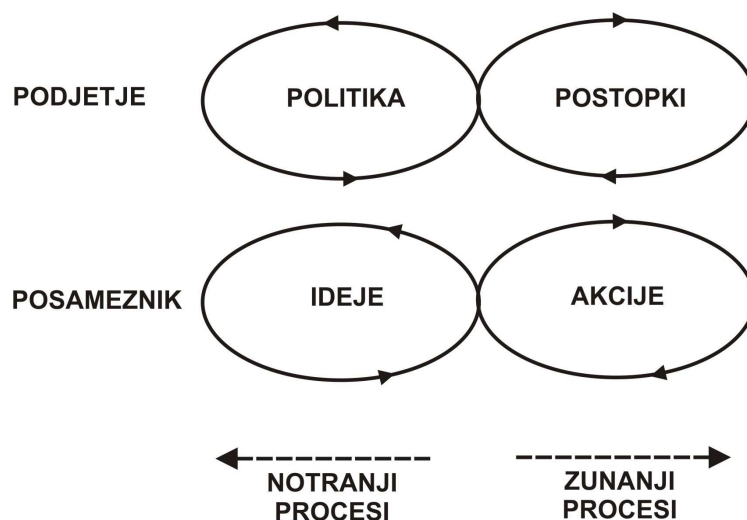 PODJETJE POLITIKA POSTOPKI
POSAMEZNIK IDEJE AKCIJE
NOTRANJI ZUNANJI
PROCESI PROCESI